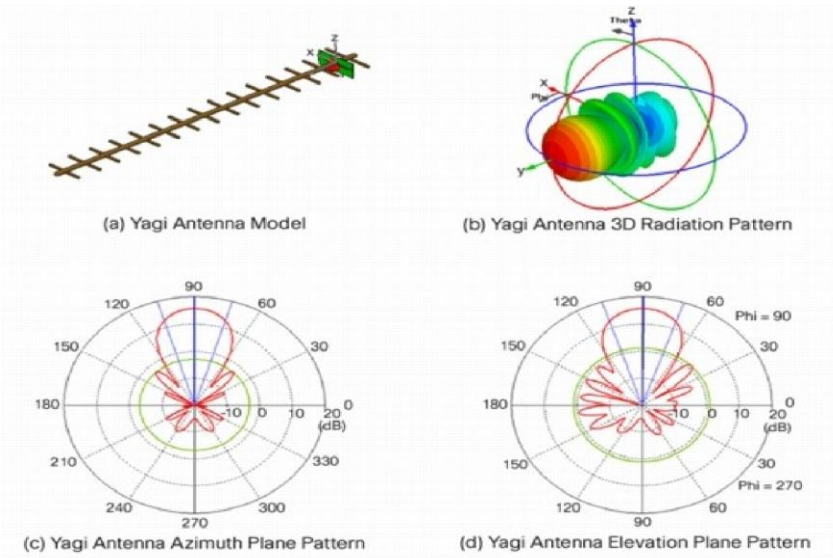 z
x
(a) Yagi Antenna Model
z
Theta
x
Phi
y
(b) Yagi Antenna 3D Radiation Pattern
90
120
60
150
30
180
-10
0
10
20
0
(dB)
210
330
240
300
270
(c) Yagi Antenna Azimuth Plane Pattern
90
120
60
Phi = 90
150
30
180
-10
0
10
20
0
(dB)
150
30
Phi = 270
120
60
90
(d) Yagi Antenna Elevation Plane Pattern